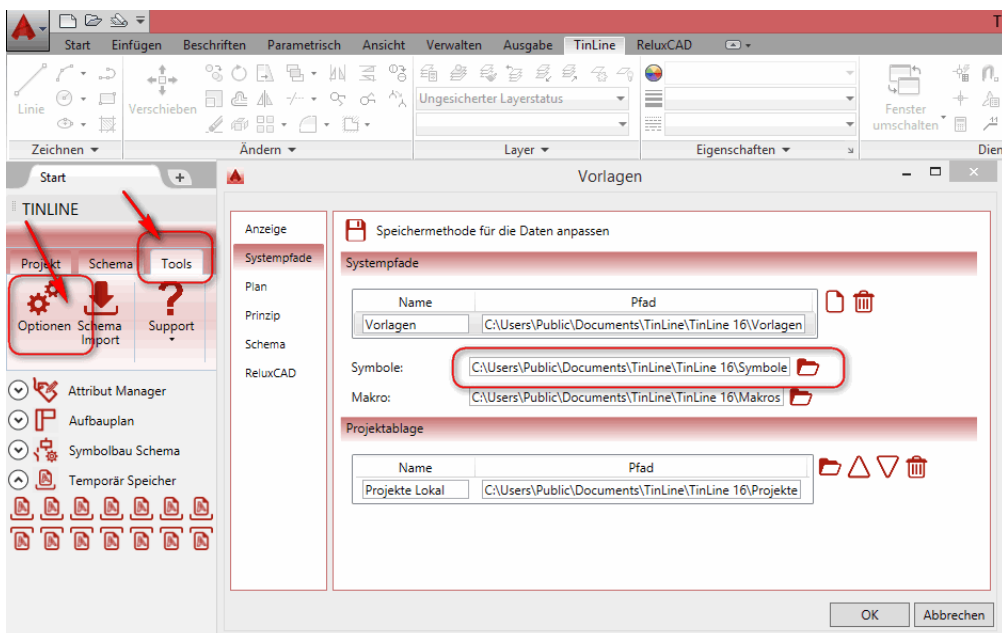 Start Einfügen Beschriften Parametrisch Ansicht Verwalten Ausgabe TinLine ReluxCAD
Linie
Verschieben
Ungesicherter Layerstatus
Fenster
umschalten
Zeichnen
Ändern
Layer
Eigenschaften
Dien
Start
TINLINE
Projekt Schema Tools
Optionen Schema Import Support
Attribut Manager
Aufbauplan
Symbolbau Schema
Temporär Speicher
Vorlagen
Anzeige
Systempfade
Plan
Prinzip
Schema
ReluxCAD
Speichermethode für die Daten anpassen
Systempfade
Name Pfad
Vorlagen C:\Users\Public\Documents\TinLine\TinLine 16\Vorlagen
Symbole: C:\Users\Public\Documents\TinLine\TinLine 16\Symbole
Makro: C:\Users\Public\Documents\TinLine\TinLine 16\Makros
Projektablage
Name Pfad
Projekte Lokal C:\Users\Public\Documents\TinLine\TinLine 16\Projekte
OK Abbrechen